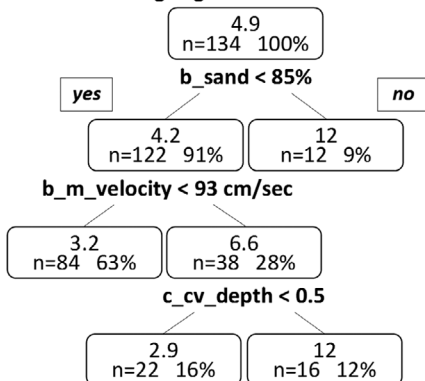 4.9
n=134 100%
b_sand < 85%
yes
no
4.2
n=122 91%
12
n=12 9%
b_m_velocity < 93 cm/sec
3.2
n=84 63%
6.6
n=38 28%
c_cv_depth < 0.5
2.9
n=22 16%
12
n=16 12%